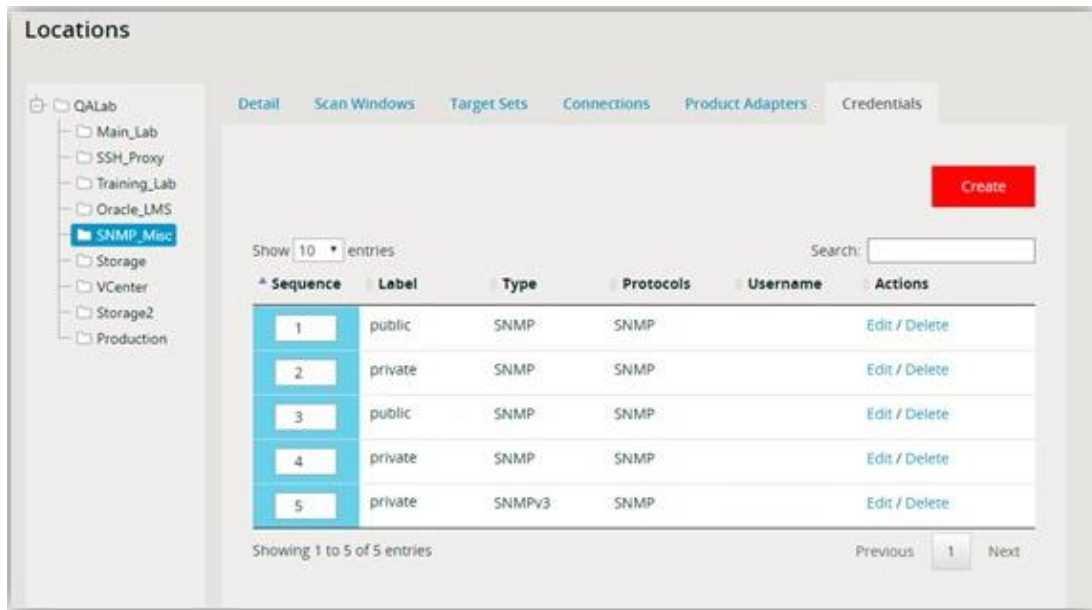 Locations
QALab
Main_Lab
SSH_Proxy
Training_Lab
Oracle_LMS
SNMP_Misc
Storage
VCenter
Storage2
Production
Detail Scan Windows Target Sets Connections Product Adapters Credentials
Create
Show 10 entries Search:
Sequence Label Type Protocols Username Actions
1 public SNMP SNMP Edit / Delete
2 private SNMP SNMP Edit / Delete
3 public SNMP SNMP Edit / Delete
4 private SNMP SNMP Edit / Delete
5 private SNMPv3 SNMP Edit / Delete
Showing 1 to 5 of 5 entries Previous 1 Next